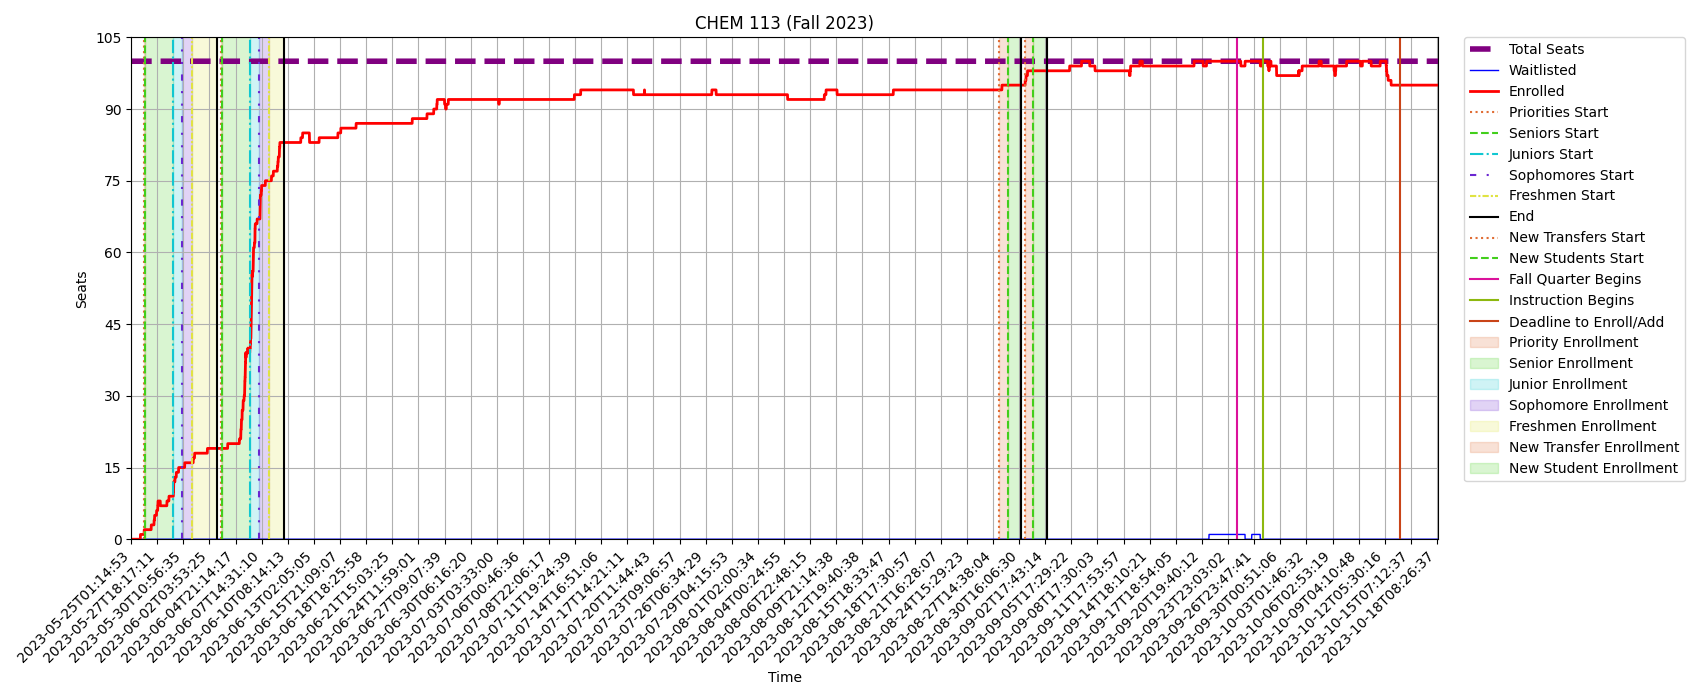 CHEM 113 (Fall 2023)
105
90
75
60
45
30
15
0
Seats
2023-05-25T01:14:53
2023-05-27T18:17:11
2023-05-30T10:56:35
2023-06-02T03:53:25
2023-06-04T21:14:17
2023-06-07T14:31:10
2023-06-10T08:14:13
2023-06-13T02:05:05
2023-06-15T21:09:07
2023-06-18T18:25:58
2023-06-21T15:03:25
2023-06-24T11:59:01
2023-06-27T09:07:39
2023-06-30T06:16:20
2023-07-03T03:33:00
2023-07-06T00:46:36
2023-07-08T22:06:17
2023-07-11T19:24:39
2023-07-14T16:51:06
2023-07-17T14:21:11
2023-07-20T11:44:43
2023-07-23T09:06:57
2023-07-26T06:34:29
2023-07-29T04:15:53
2023-08-01T02:00:34
2023-08-04T00:24:55
2023-08-06T22:48:15
2023-08-09T21:14:38
2023-08-12T19:40:38
2023-08-15T18:33:47
2023-08-18T17:30:57
2023-08-21T16:28:07
2023-08-24T15:29:23
2023-08-27T14:38:04
2023-08-30T16:06:30
2023-09-02T17:43:14
2023-09-05T17:29:22
2023-09-08T17:30:03
2023-09-11T17:53:57
2023-09-14T18:10:21
2023-09-17T18:54:05
2023-09-20T19:40:12
2023-09-23T23:03:02
2023-09-26T23:47:41
2023-09-30T00:51:06
2023-10-03T01:46:32
2023-10-06T02:53:19
2023-10-09T04:10:48
2023-10-12T05:30:16
2023-10-15T07:12:37
2023-10-18T08:26:37
Time
Total Seats
Waitlisted
Enrolled
Priorities Start
Seniors Start
Juniors Start
Sophomores Start
Freshmen Start
End
New Transfers Start
New Students Start
Fall Quarter Begins
Instruction Begins
Deadline to Enroll/Add
Priority Enrollment
Senior Enrollment
Junior Enrollment
Sophomore Enrollment
Freshmen Enrollment
New Transfer Enrollment
New Student Enrollment